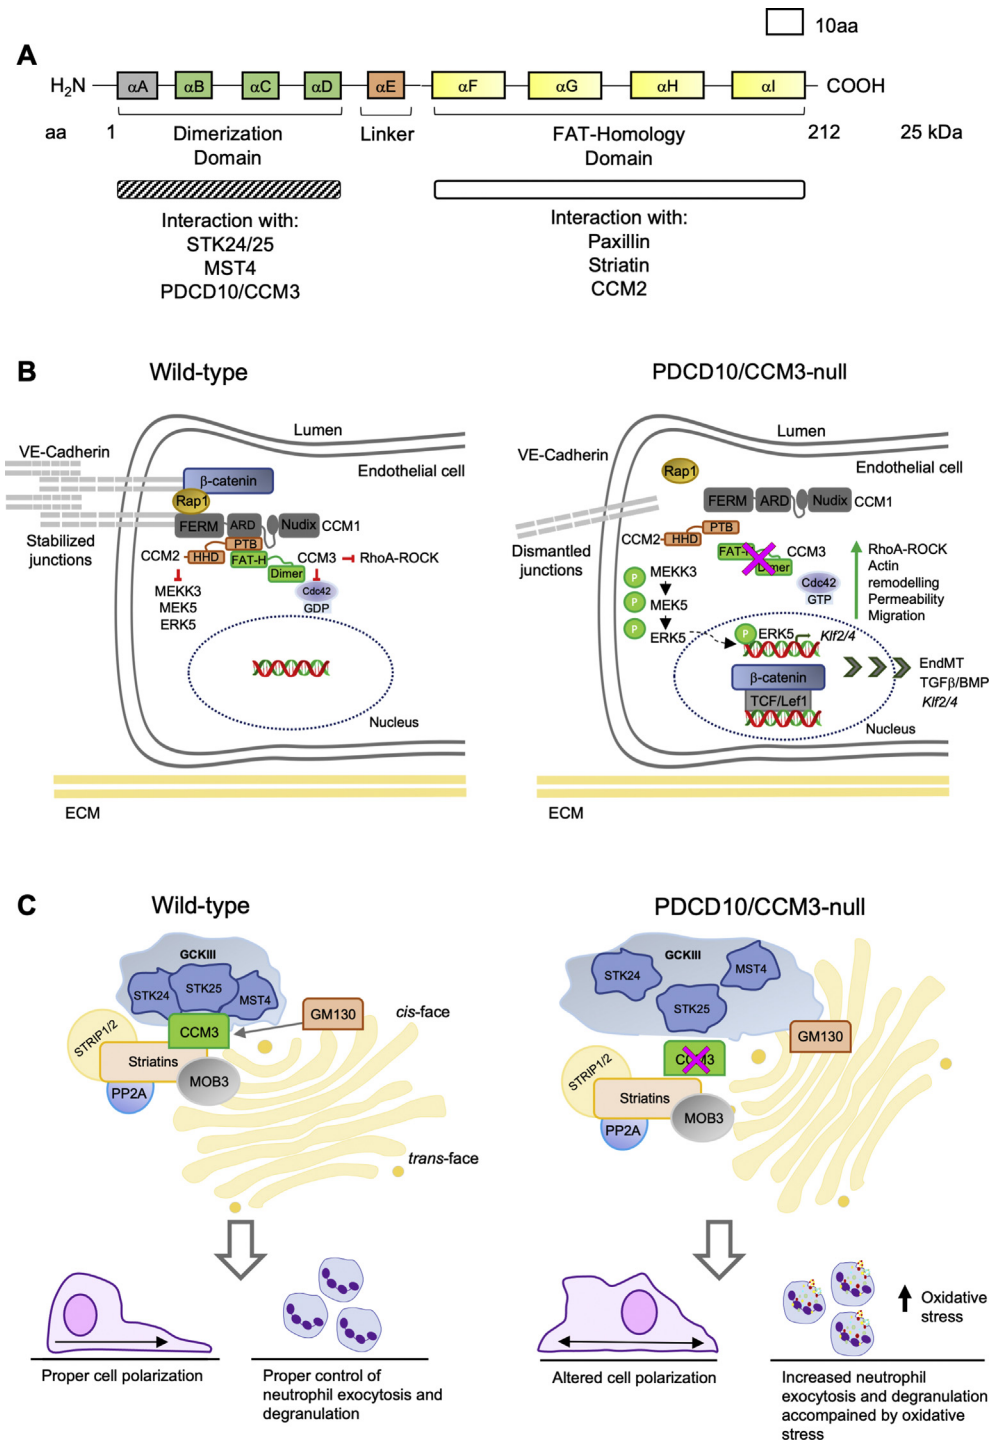 10aa
A
H2N
αA
αB
αC
αD
αE
αF
αG
αH
αI
COOH
aa
1
Dimerization
Domain
Linker
FAT-Homology
Domain
212
25 kDa
Interaction with:
STK24/25
MST4
PDCD10/CCM3
Interaction with:
Paxillin
Striatin
CCM2
B
Wild-type
Lumen
VE-Cadherin
Endothelial cell
β-catenin
Rap1
FERM
ARD
Nudix
CCM1
Stabilized
junctions
PTB
CCM2
HHD
FAT-H
CCM3
RhoA-ROCK
Dimer
MEKK3
MEK5
ERK5
Cdc42
GDP
Nucleus
ECM
PDCD10/CCM3-null
Lumen
VE-Cadherin
Endothelial cell
Rap1
FERM
ARD
Nudix
CCM1
PTB
CCM2
HHD
Dismantled
junctions
FAT-H
CCM3
Dimer
RhoA-ROCK
Actin
remodelling
Permeability
Migration
P
MEKK3
P
MEK5
P
ERK5
Cdc42
GTP
P
ERK5
Klf2/4
β-catenin
TCF/Lef1
EndMT
TGFβ/BMP
Klf2/4
Nucleus
ECM
C
Wild-type
GCKIII
STK24
STK25
MST4
CCM3
GM130
cis-face
STRIP1/2
Striatins
MOB3
PP2A
trans-face
Proper cell polarization
Proper control of
neutrophil exocytosis and
degranulation
PDCD10/CCM3-null
GCKIII
STK24
MST4
STK25
GM130
CCM3
STRIP1/2
Striatins
MOB3
PP2A
Oxidative
stress
Altered cell polarization
Increased neutrophil
exocytosis and degranulation
accompained by oxidative
stress